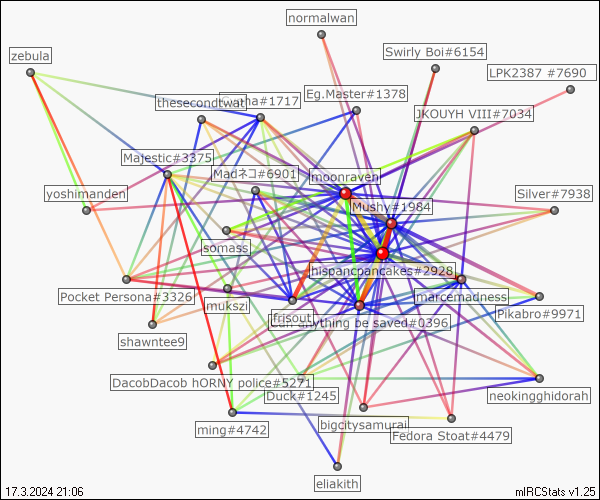 normalwan
zebula
Swirly Boi#6154
LPK2387 #7690
Eg.Master#1378
thesecondtwat
ha#1717
JKOUYH VIII#7034
Majestic#3375
Madネコ#6901
moonraven
yoshimanden
Mushy#1984
Silver#7938
somass
hispancpancakes#2928
Pocket Persona#3326
mukszi
marcemadness
frisout
anything be saved#0396
Pikabro#9971
shawntee9
DacobDacob hORNY police#5271
Duck#1245
neokingghidorah
ming#4742
bigcitysamurai
Fedora Stoat#4479
eliakith
17.3.2024 21:06
mIRCStats v1.25